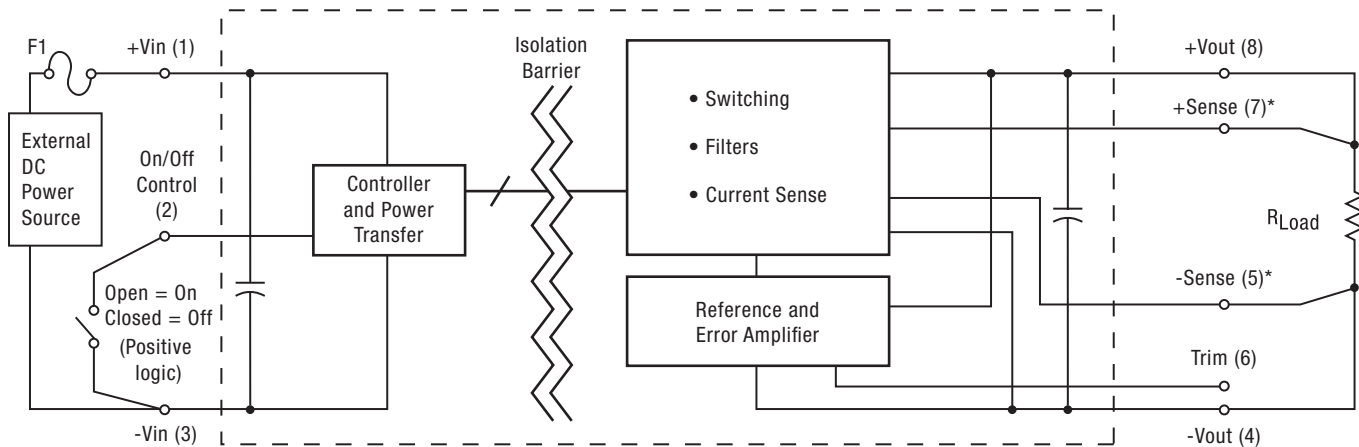 F1
+Vin (1)
External
DC
Power
Source
On/Off
Control
(2)
Open = On
Closed = Off
(Positive
logic)
-Vin (3)
Controller
and Power
Transfer
Isolation
Barrier
• Switching
• Filters
• Current Sense
Reference and
Error Amplifier
+Vout (8)
+Sense (7)*
RLoad
-Sense (5)*
Trim (6)
-Vout (4)